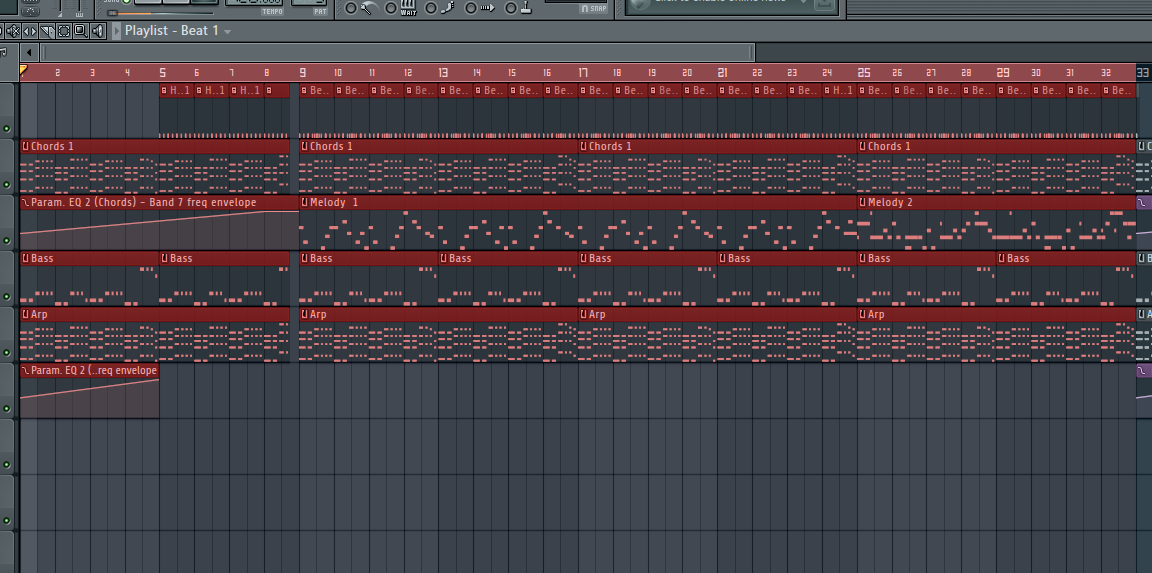 TEMPO
PAT
WAIT
SNAP
Playlist - Beat 1
2 3 4 5 6 7 8 9 10 11 12 13 14 15 16 17 18 19 20 21 22 23 24 25 26 27 28 29 30 31 32 33
H..1 H..1 H..1 Be.. Be.. Be.. Be.. Be.. Be.. Be.. Be.. Be.. Be.. Be.. Be.. Be.. Be.. Be.. H..1 Be.. Be.. Be.. Be.. Be.. Be.. Be.. Be..
Chords 1 Chords 1 Chords 1 Chords 1
Param. EQ 2 (Chords) - Band 7 freq envelope Melody 1 Melody 2
Bass Bass Bass Bass Bass Bass Bass Bass
Arp Arp Arp Arp
Param. EQ 2 (..req envelope